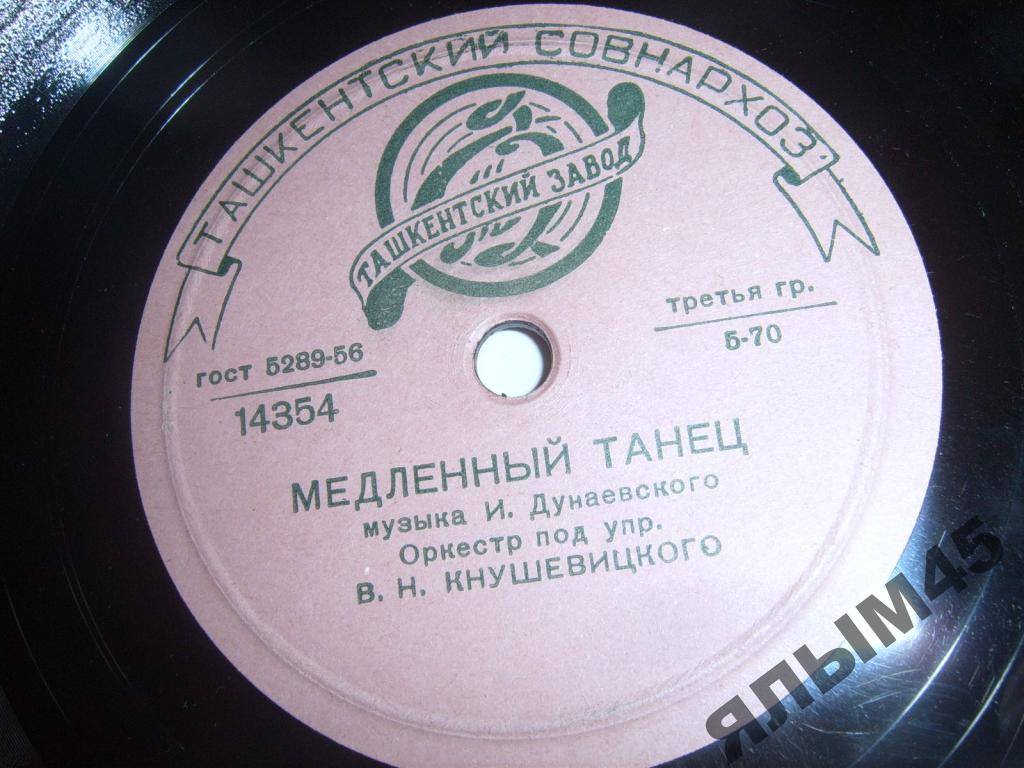 ТАШКЕНТСКИЙ СОВНАРХОЗ
ТАШКЕНТСКИЙ ЗАВОД
гост 5289-56
14354
третья гр.
5-70
МЕДЛЕННЫЙ ТАНЕЦ
музыка И. Дунаевского
Оркестр под упр.
В. Н. КНУШЕВИЦКОГО
ЯЛЫМ45